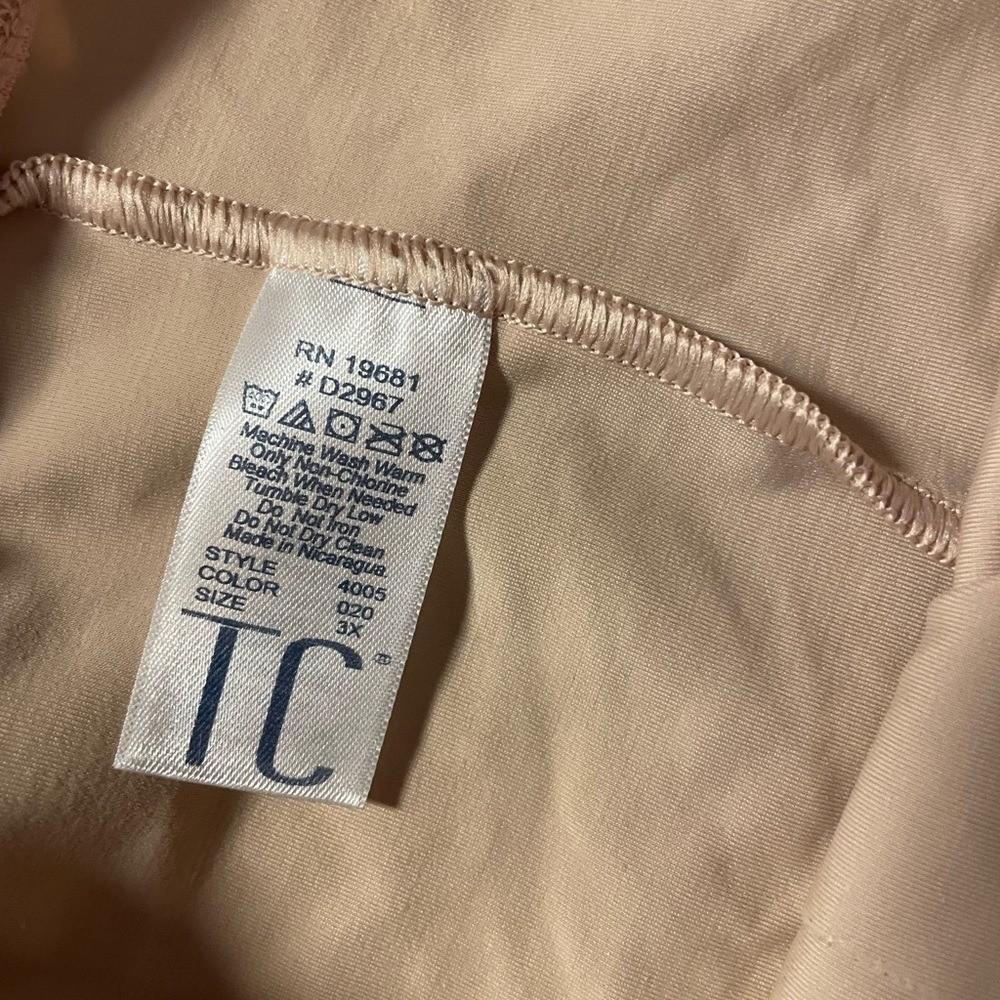 RN 19681
# D2967
Machine Wash Warm
Only Non-Chlorine
Bleach When Needed
Tumble Dry Low
Do Not Iron
Do Not Dry Clean
Made in Nicaragua
STYLE 4005
COLOR 020
SIZE 3X
TC®